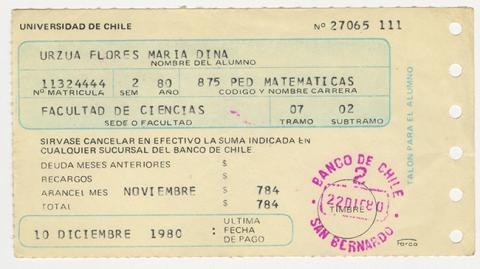 UNIVERSIDAD DE CHILE
Nº 27065 111
URZUA FLORES MARIA DINA
NOMBRE DEL ALUMNO
11324444 2 80 875 PED MATEMATICAS
Nº MATRICULA SEM AÑO CODIGO Y NOMBRE CARRERA
FACULTAD DE CIENCIAS 07 02
SEDE O FACULTAD TRAMO SUBTRAMO
TALON PARA EL ALUMNO
SIRVASE CANCELAR EN EFECTIVO LA SUMA INDICADA EN
CUALQUIER SUCURSAL DEL BANCO DE CHILE.
DEUDA MESES ANTERIORES $
RECARGOS $
ARANCEL MES NOVIEMBRE $ 784
TOTAL $ 784
BANCO DE CHILE
2
22 DIC 80
TIMBRE
SAN BERNARDO
10 DICIEMBRE 1980 : ULTIMA
FECHA
DE PAGO